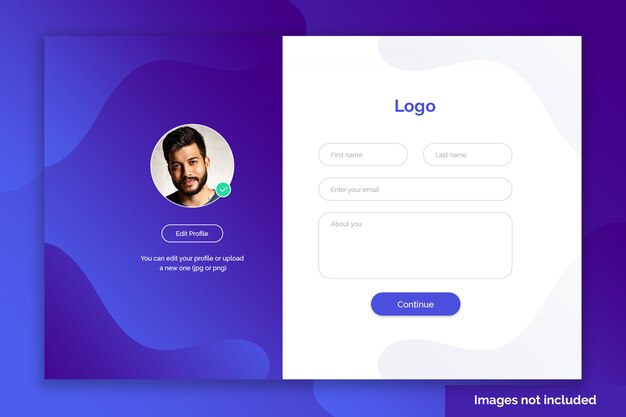 Edit Profile
You can edit your profile or upload
a new one (jpg or png)
Logo
First name
Last name
Enter your email
About you
Continue
Images not included